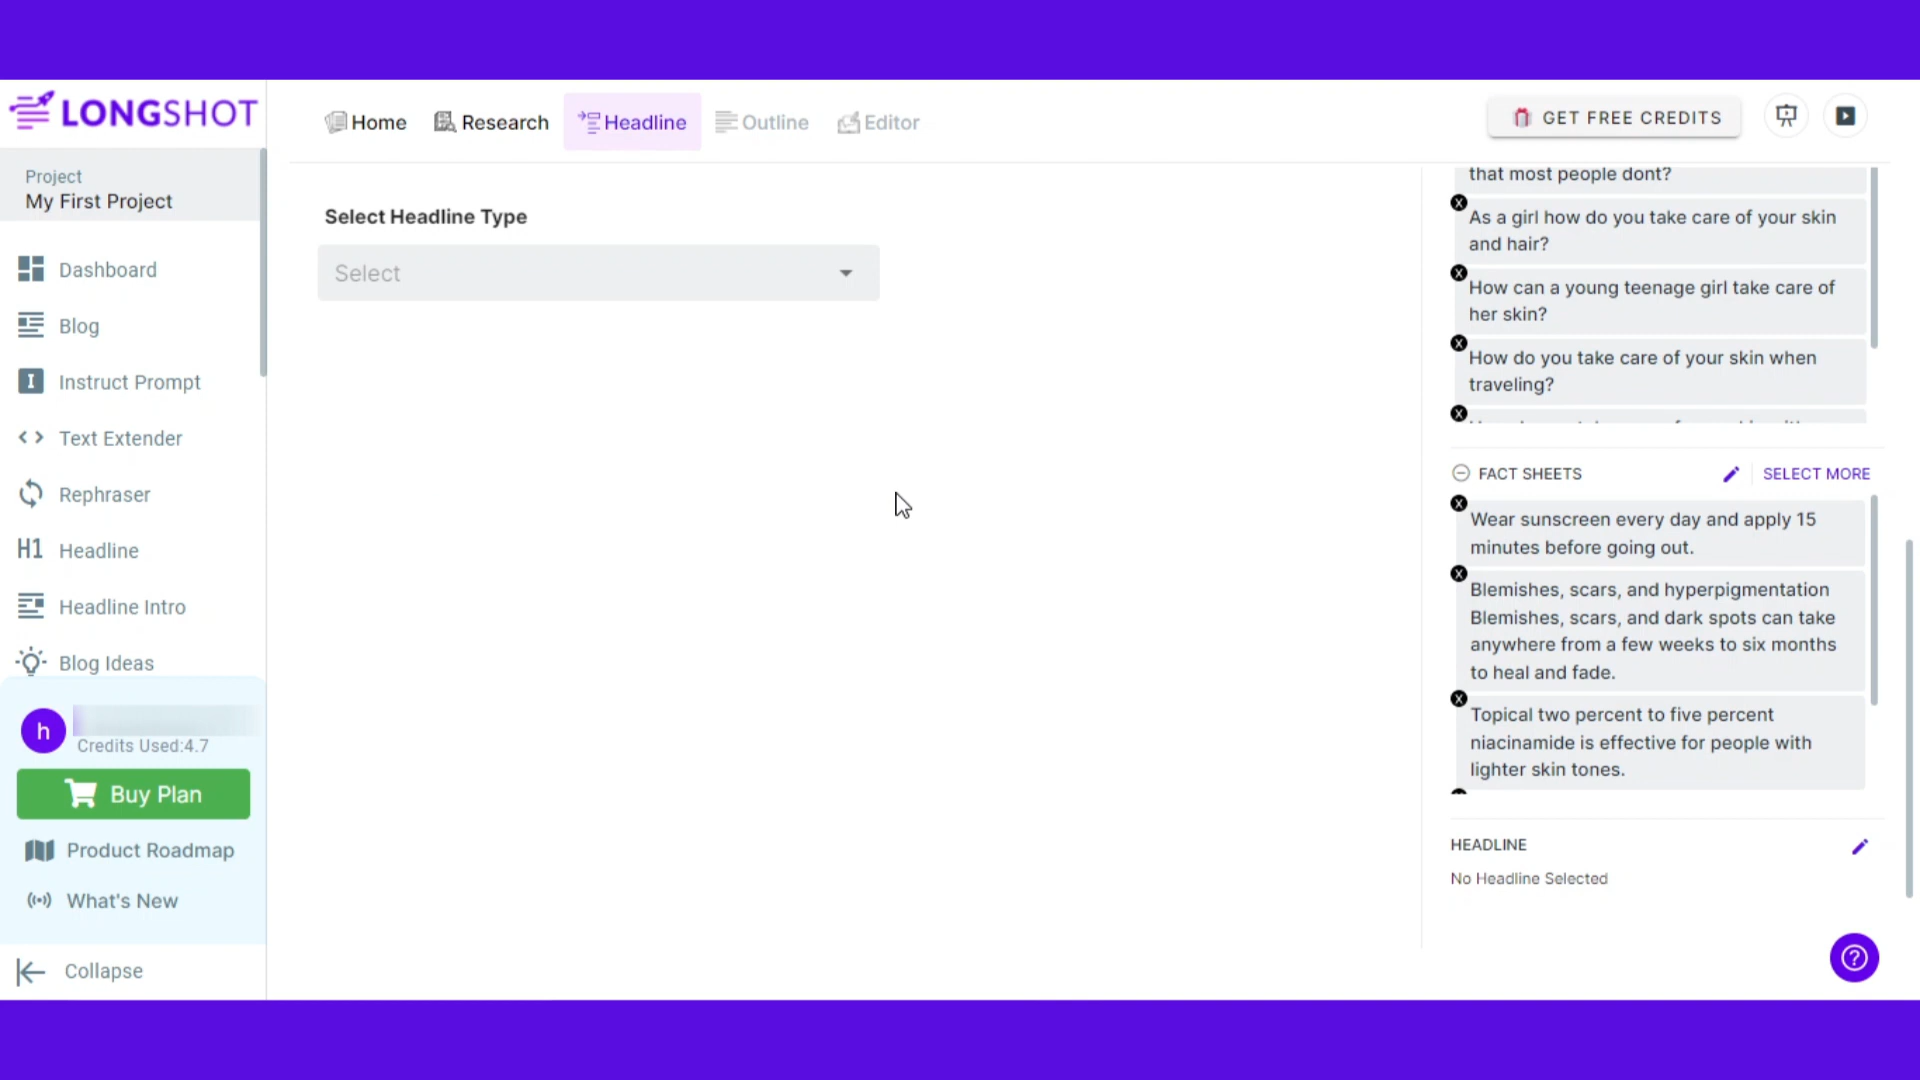 LONGSHOT
Project
My First Project
Dashboard
Blog
Instruct Prompt
Text Extender
Rephraser
H1 Headline
Headline Intro
Blog Ideas
h
Credits Used:4.7
Buy Plan
Product Roadmap
What's New
Collapse
Home Research Headline Outline Editor
GET FREE CREDITS
Select Headline Type
Select
that most people dont?
X
As a girl how do you take care of your skin
and hair?
X
How can a young teenage girl take care of
her skin?
X
How do you take care of your skin when
traveling?
X
FACT SHEETS SELECT MORE
X
Wear sunscreen every day and apply 15
minutes before going out.
X
Blemishes, scars, and hyperpigmentation
Blemishes, scars, and dark spots can take
anywhere from a few weeks to six months
to heal and fade.
X
Topical two percent to five percent
niacinamide is effective for people with
lighter skin tones.
HEADLINE
No Headline Selected
?